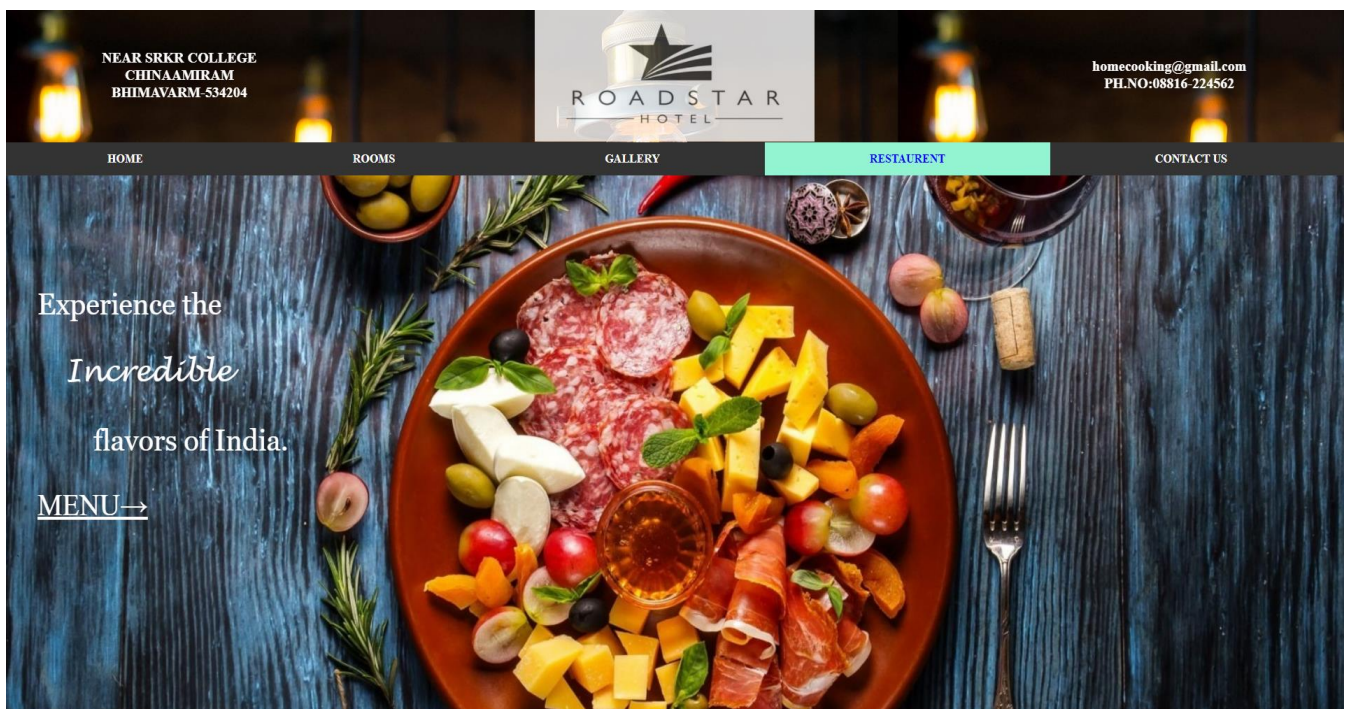 NEAR SRKR COLLEGE
CHINAAMIRAM
BHIMAVARM-534204
ROADSTAR
HOTEL
homecooking@gmail.com
PH.NO:08816-224562
HOME
ROOMS
GALLERY
RESTAURENT
CONTACT US
Experience the
Incredible
flavors of India.
MENU→